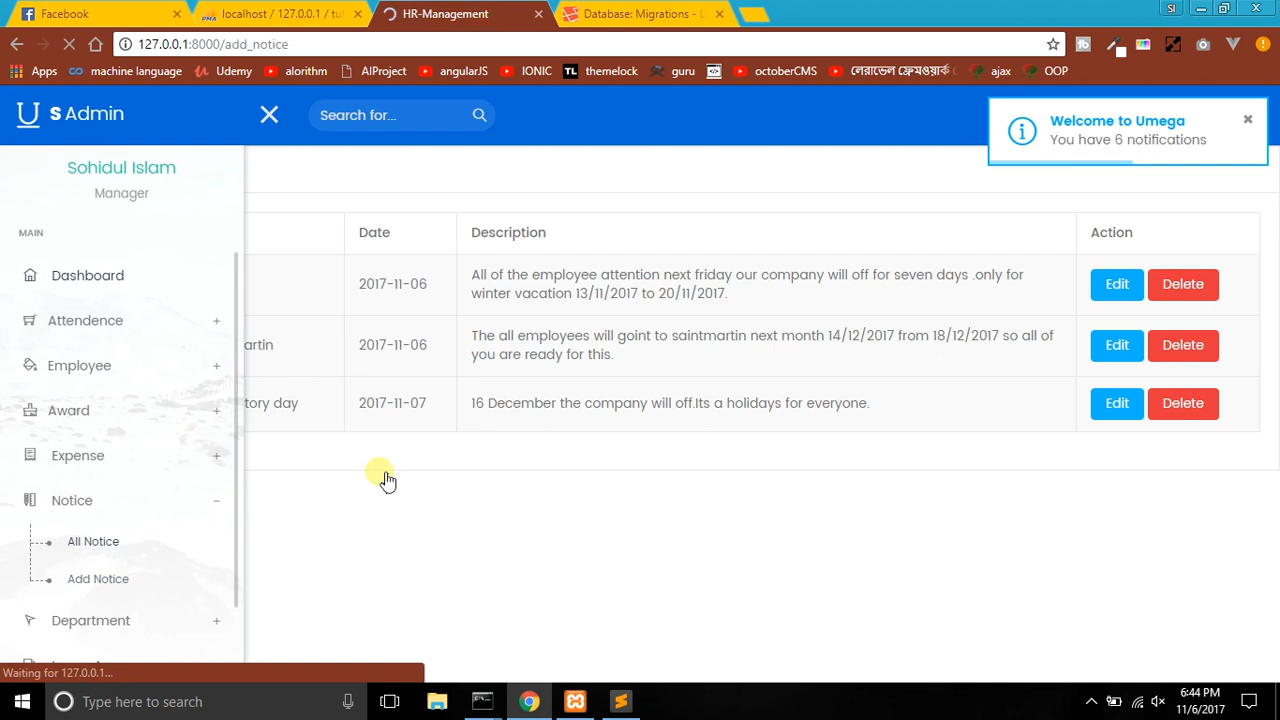 Facebook
localhost / 127.0.0.1 / tu
HR-Management
Database: Migrations - L
SI
127.0.0.1:8000/add_notice
Apps
machine language
Udemy
alorithm
AIProject
angularJS
IONIC
TL themelock
guru
octoberCMS
লারাভেল ফ্রেমওয়ার্ক
ajax
OOP
S Admin
Search for...
Welcome to Umega
You have 6 notifications
Sohidul Islam
Manager
MAIN
Dashboard
Attendence +
Employee +
Award +
Expense +
Notice -
All Notice
Add Notice
Department +
Date Description Action
2017-11-06 All of the employee attention next friday our company will off for seven days .only for
winter vacation 13/11/2017 to 20/11/2017. Edit Delete
artin 2017-11-06 The all employees will goint to saintmartin next month 14/12/2017 from 18/12/2017 so all of
you are ready for this. Edit Delete
tory day 2017-11-07 16 December the company will off.Its a holidays for everyone. Edit Delete
Waiting for 127.0.0.1...
Type here to search
6:44 PM
11/6/2017